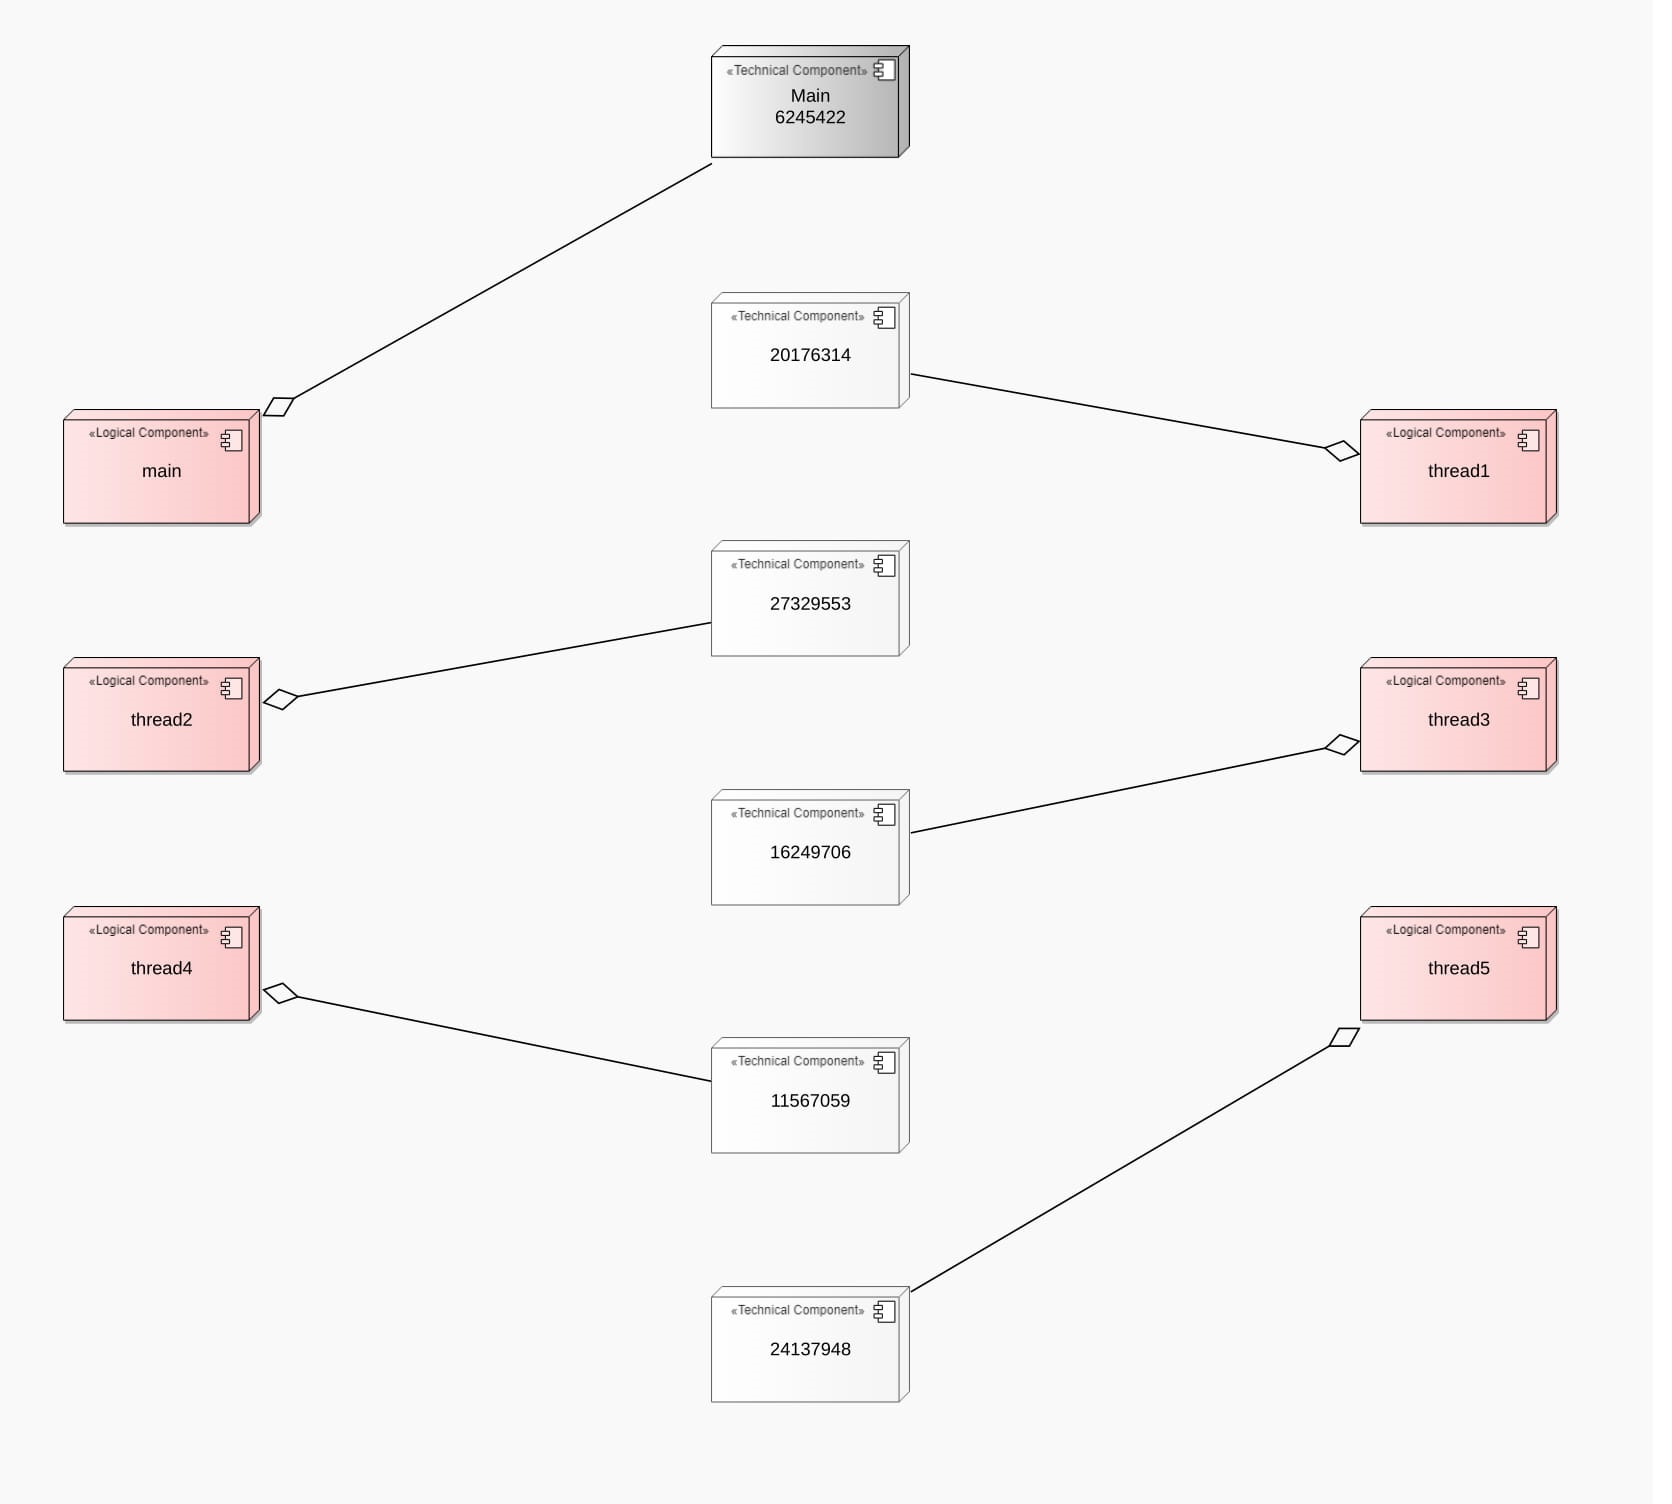 «Technical Component»
Main
6245422
«Technical Component»
20176314
«Logical Component»
main
«Logical Component»
thread1
«Technical Component»
27329553
«Logical Component»
thread2
«Logical Component»
thread3
«Technical Component»
16249706
«Logical Component»
thread4
«Logical Component»
thread5
«Technical Component»
11567059
«Technical Component»
24137948